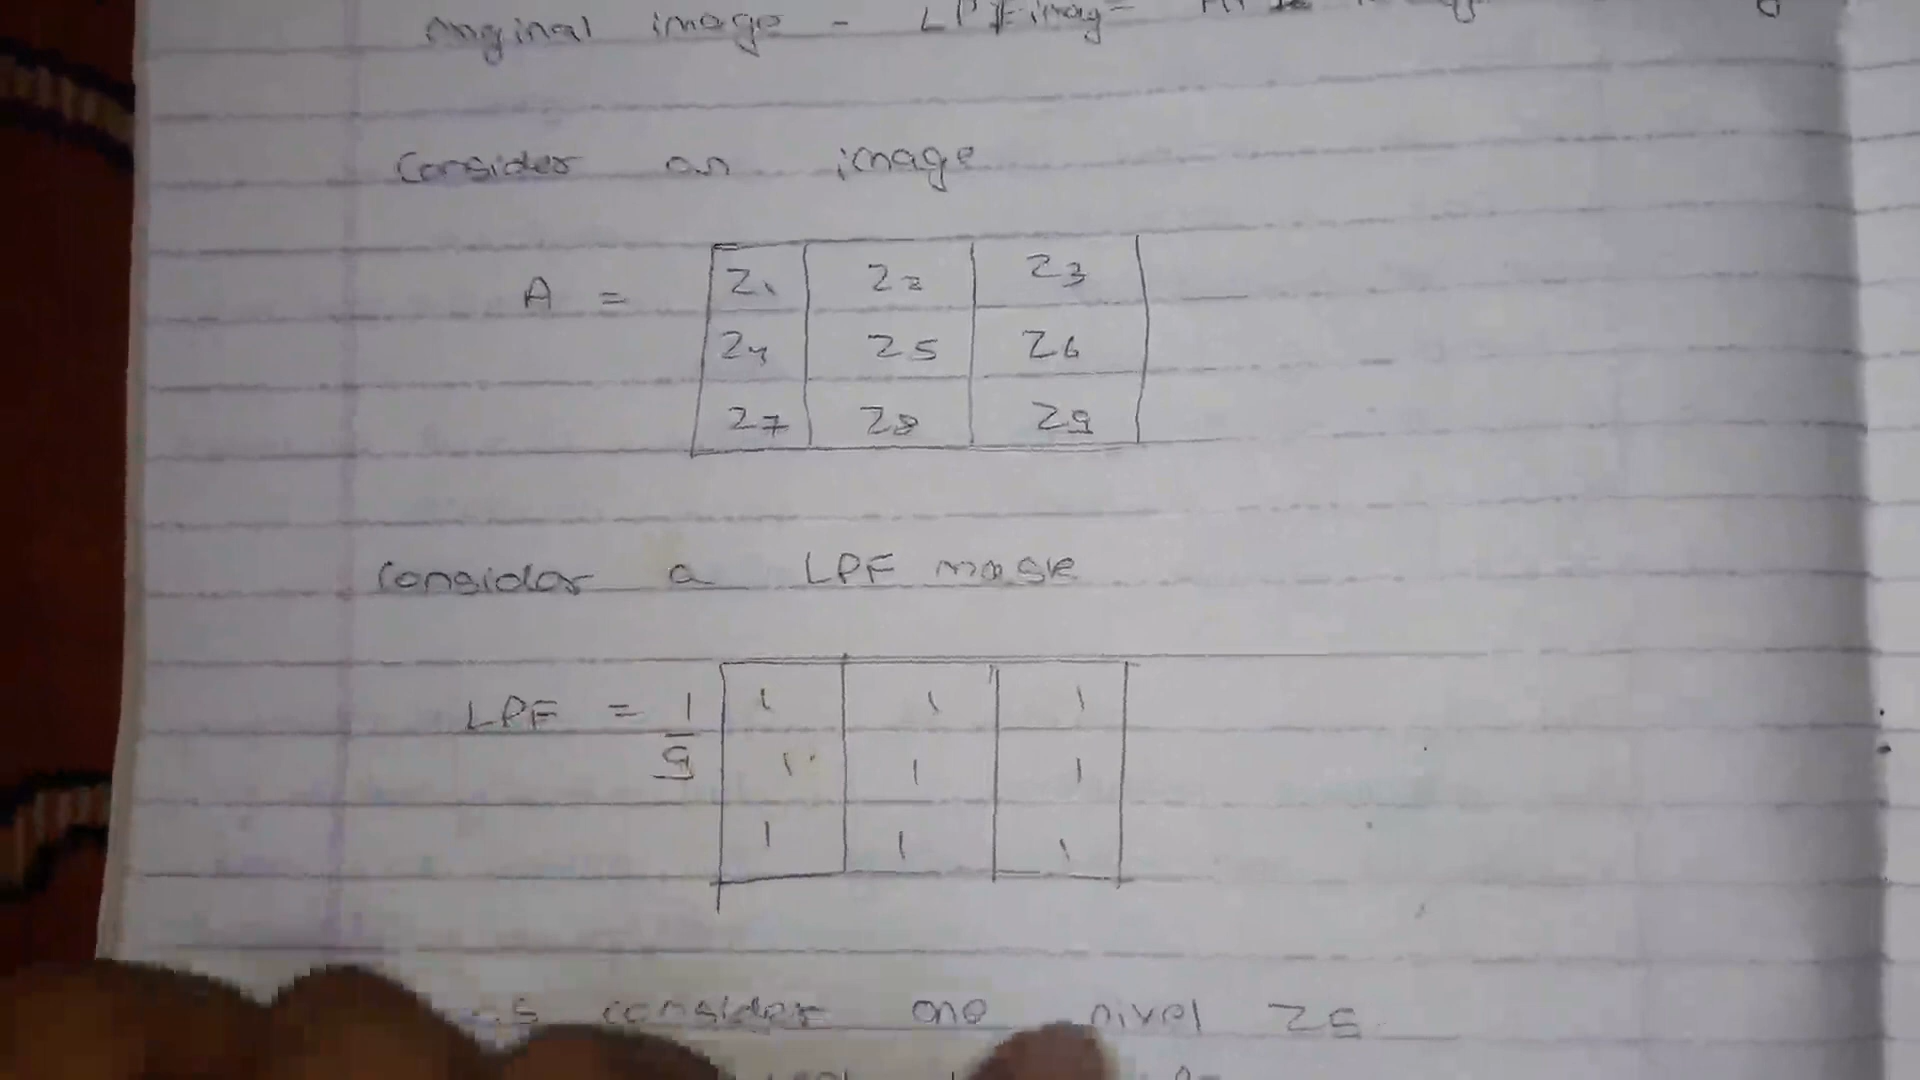 original image - LPF image
Consider an image
A = Z1 Z2 Z3
Z4 Z5 Z6
Z7 Z8 Z9
Consider a LPF mask
LPF = 1/9 1 1 1
1 1 1
1 1 1
us consider one pixel Z5